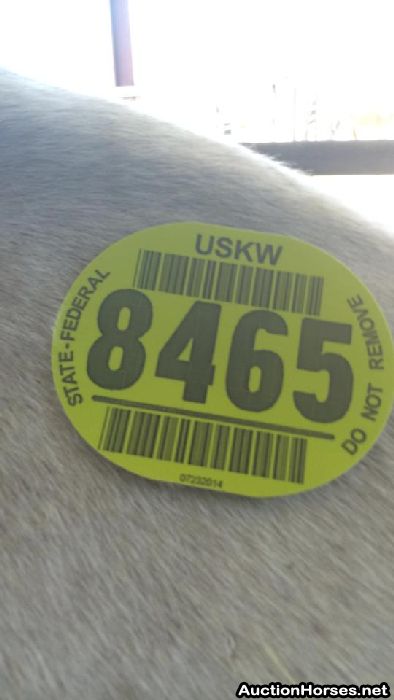 USKW
STATE-FEDERAL
8465
DO NOT REMOVE
07232014
AuctionHorses.net